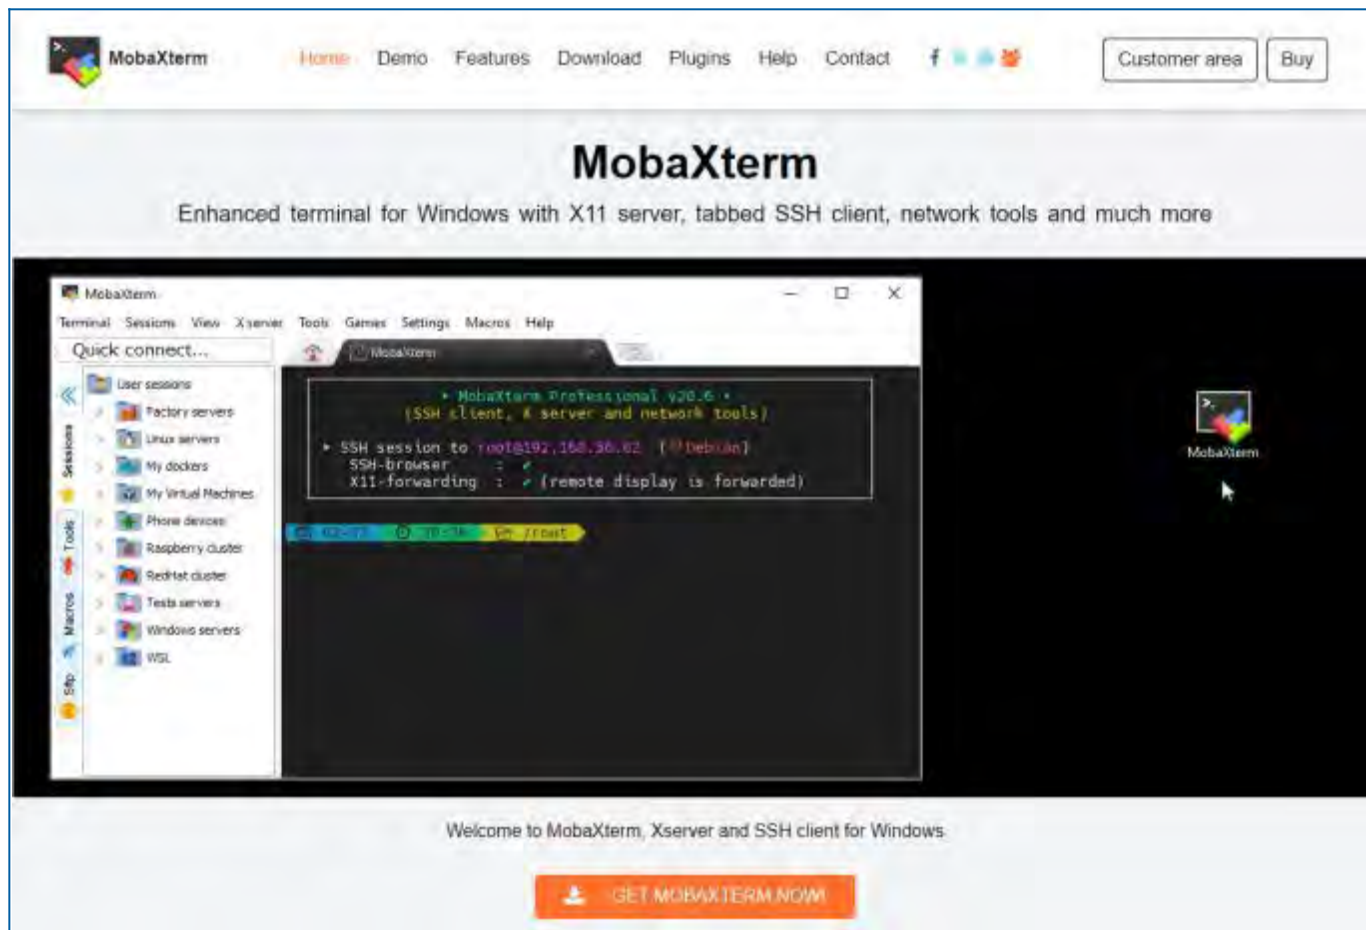 MobaXterm
Home Demo Features Download Plugins Help Contact
Customer area Buy
MobaXterm
Enhanced terminal for Windows with X11 server, tabbed SSH client, network tools and much more
MobaXterm
Terminal Sessions View X server Tools Games Settings Macros Help
Quick connect...
MobaXterm
User sessions
Factory servers
Linux servers
My dockers
My Virtual Machines
Phone devices
Raspberry cluster
RedHat cluster
Tests servers
Windows servers
WSL
Sessions
Tools
Macros
Sftp
• MobaXterm Professional v20.6 •
(SSH client, X server and network tools)
SSH session to root@192.168.56.62 [Debian]
SSH-browser : ✓
X11-forwarding : ✓ (remote display is forwarded)
/root
MobaXterm
Welcome to MobaXterm, Xserver and SSH client for Windows
GET MOBAXTERM NOW!